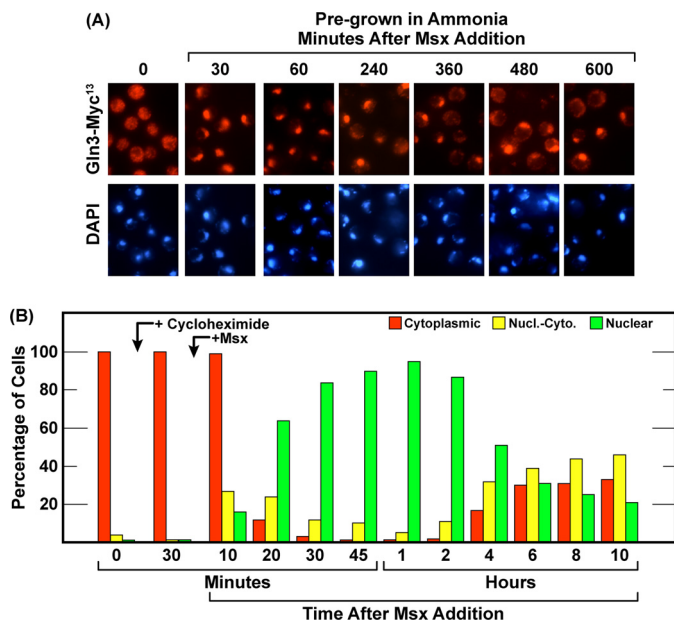 (A)
Pre-grown in Ammonia
Minutes After Msx Addition
0 30 60 240 360 480 600
Gln3-Myc¹³
DAPI
(B)
+ Cycloheximide
+Msx
Cytoplasmic Nucl.-Cyto. Nuclear
Percentage of Cells
100
80
60
40
20
0 30 10 20 30 45 1 2 4 6 8 10
Minutes Hours
Time After Msx Addition